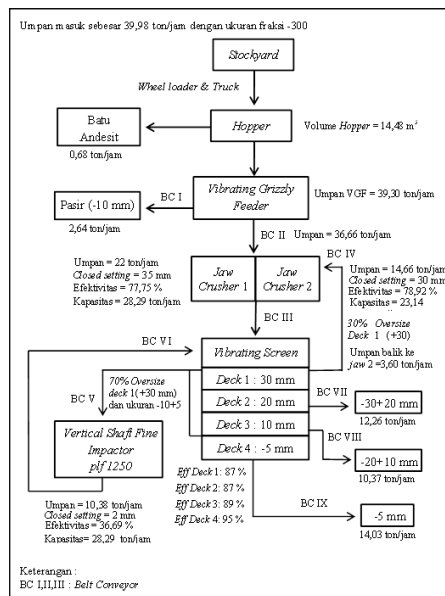 Umpan masuk sebesar 39,98 ton/jam dengan ukuran fraksi -300
Stockyard
Wheel loader & Truck
Batu
Andesit
0,68 ton/jam
Hopper
Volume Hopper = 14,48 m³
BC I
Pasir (-10 mm)
2,64 ton/jam
Vibrating Grizzly
Feeder
Umpan VGF = 39,30 ton/jam
BC II
Umpan = 36,66 ton/jam
Umpan = 22 ton/jam
Closed setting = 35 mm
Efektivitas = 77,75 %
Kapasitas = 28,29 ton/jam
Jaw
Crusher 1
Jaw
Crusher 2
BC IV
Umpan = 14,66 ton/jam
Closed setting = 30 mm
Efektivitas = 78,92 %
Kapasitas = 23,14
BC III
30% Oversize
Deck 1 (+30)
Umpan balik ke
jaw 2 =3,60 ton/jam
BC VI
Vibrating Screen
Deck 1 : 30 mm
Deck 2 : 20 mm
Deck 3 : 10 mm
Deck 4 : -5 mm
BC V
70% Oversize
deck 1(+30 mm)
dan ukuran -10+5
BC VII
-30+20 mm
12,26 ton/jam
BC VIII
-20+10 mm
10,37 ton/jam
Vertical Shaft Fine
Impactor
plf 1250
Umpan = 10,38 ton/jam
Closed setting = 2 mm
Efektivitas = 36,69 %
Kapasitas= 28,29 ton/jam
Eff Deck 1: 87 %
Eff Deck 2: 87 %
Eff Deck 3: 89 %
Eff Deck 4: 95 %
BC IX
-5 mm
14,03 ton/jam
Keterangan :
BC I,II,III : Belt Conveyor